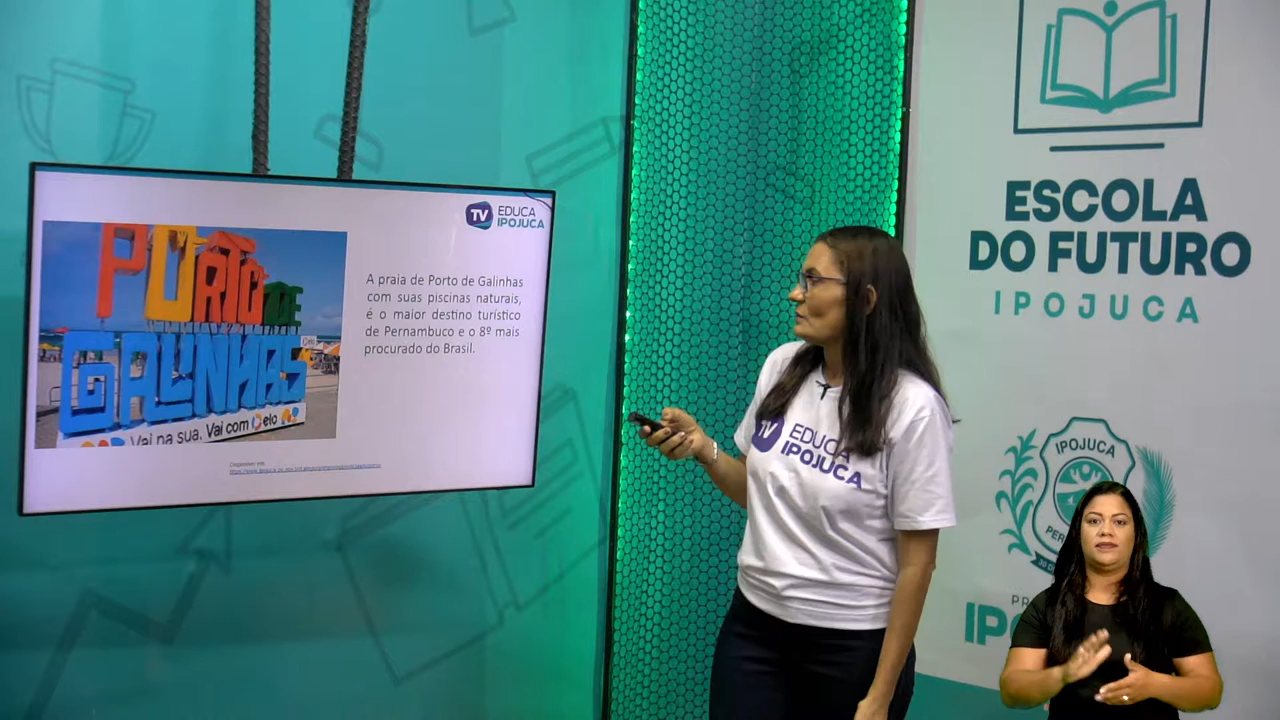 TV EDUCA
IPOJUCA
PORTO DE
GALINHAS
Vai na sua. Vai com elo
A praia de Porto de Galinhas
com suas piscinas naturais,
é o maior destino turístico
de Pernambuco e o 8º mais
procurado do Brasil.
Disponível em:
TV EDUCA
IPOJUCA
ESCOLA
DO FUTURO
IPOJUCA
IPOJUCA